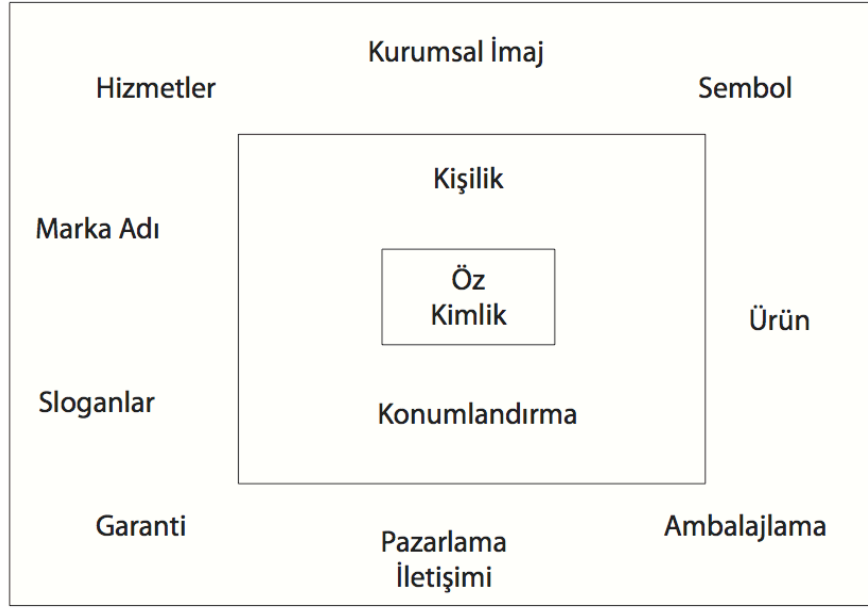 Kurumsal İmaj
Hizmetler
Sembol
Kişilik
Marka Adı
Öz
Kimlik
Ürün
Sloganlar
Konumlandırma
Garanti
Pazarlama
İletişimi
Ambalajlama